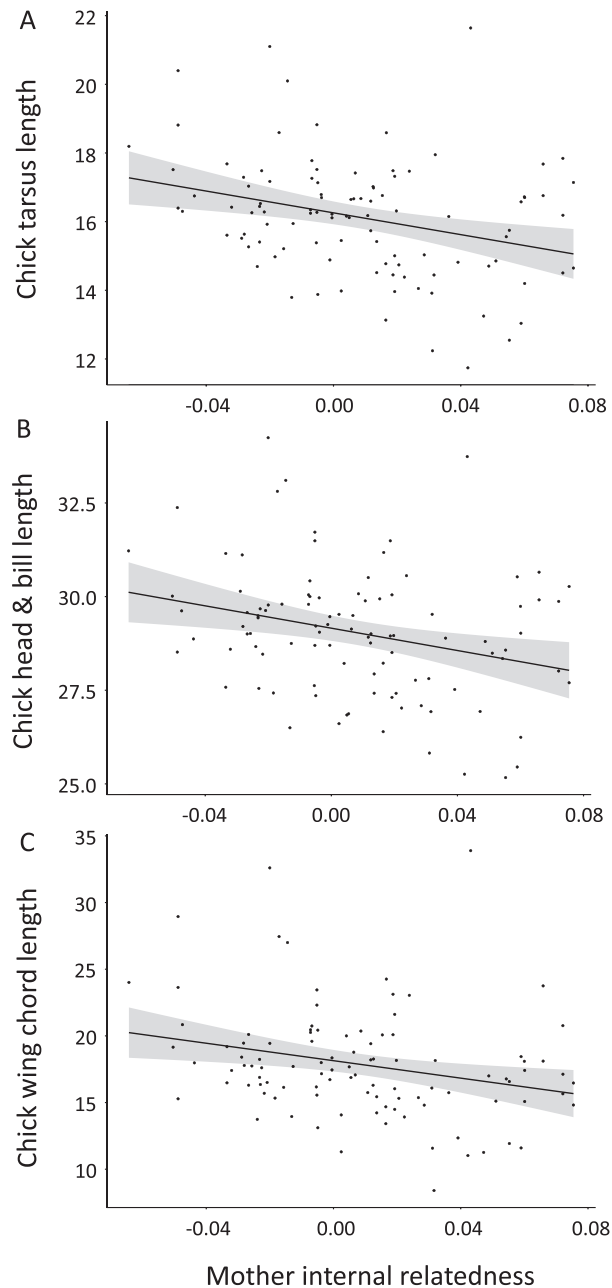 A
Chick tarsus length
22
20
18
16
14
12
-0.04 0.00 0.04 0.08
B
Chick head & bill length
32.5
30.0
27.5
25.0
-0.04 0.00 0.04 0.08
C
Chick wing chord length
35
30
25
20
15
10
-0.04 0.00 0.04 0.08
Mother internal relatedness